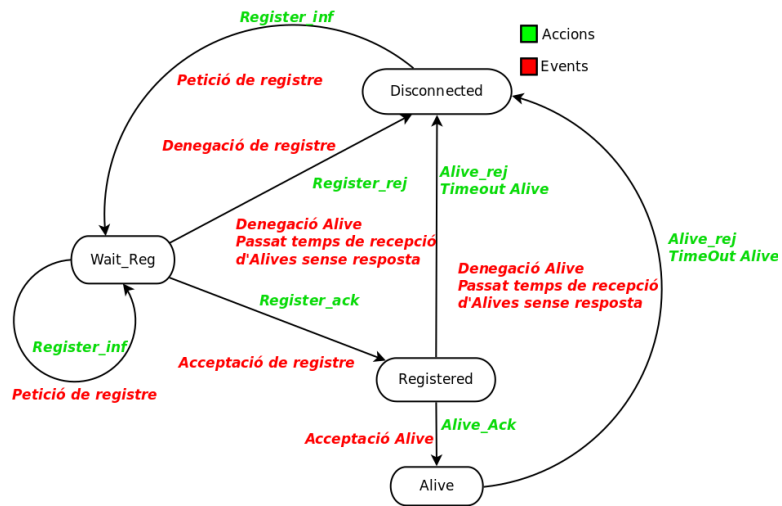 Register_inf
Accions
Events
Petició de registre
Disconnected
Denegació de registre
Register_rej
Alive_rej
Timeout Alive
Denegació Alive
Passat temps de recepció
d'Alives sense resposta
Alive_rej
TimeOut Alive
Wait_Reg
Denegació Alive
Passat temps de recepció
d'Alives sense resposta
Register_ack
Register_inf
Acceptació de registre
Registered
Petició de registre
Alive_Ack
Acceptació Alive
Alive